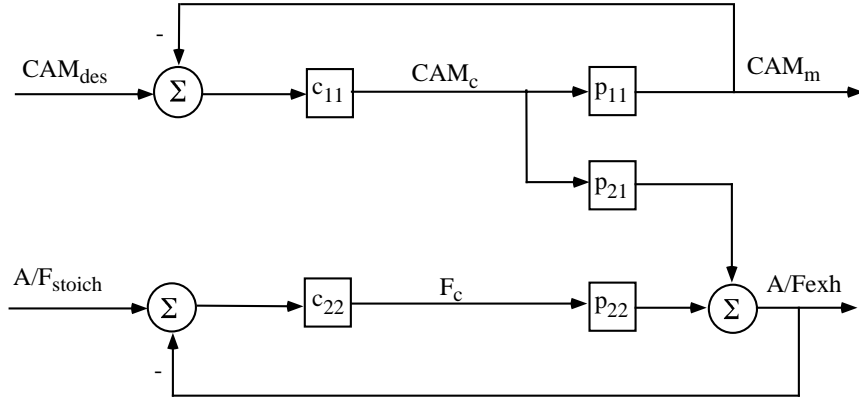 -
CAM_des
Σ
c_11
CAM_c
p_11
CAM_m
p_21
A/F_stoich
Σ
c_22
F_c
p_22
Σ
A/Fexh
-